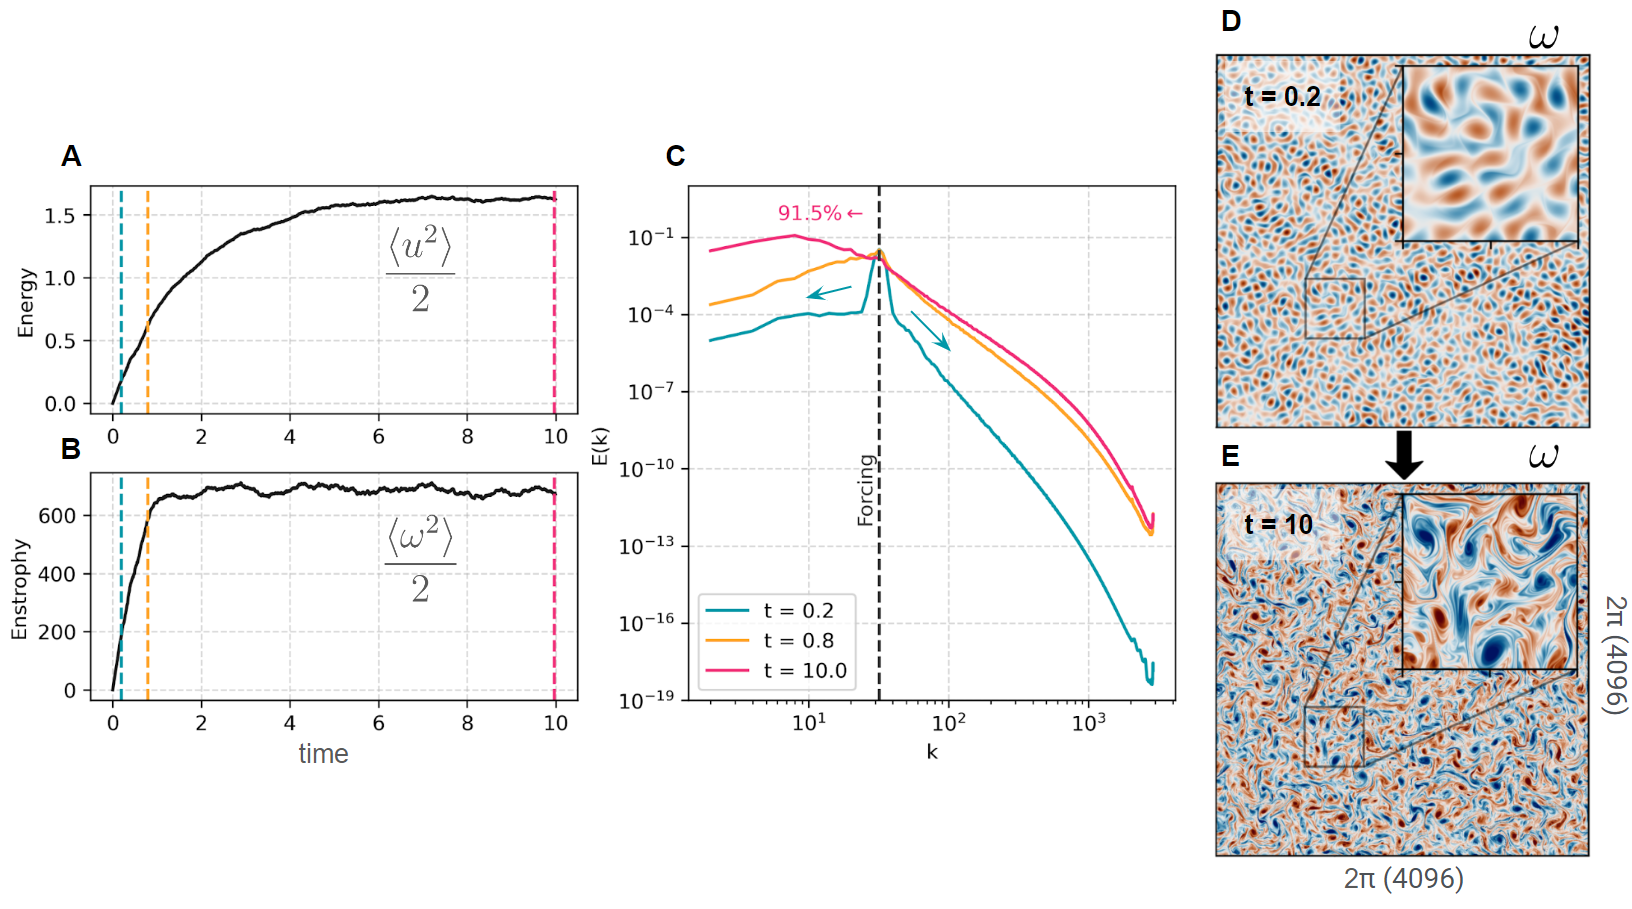 A
Energy
1.5
1.0
0.5
0.0
⟨u²⟩
2
0 2 4 6 8 10
B
Enstrophy
600
400
200
0
⟨ω²⟩
2
0 2 4 6 8 10
time
C
E(k)
10⁻¹
10⁻⁴
10⁻⁷
10⁻¹⁰
10⁻¹³
10⁻¹⁶
10⁻¹⁹
91.5%←
Forcing
t = 0.2
t = 0.8
t = 10.0
10¹ 10² 10³
k
D
ω
t = 0.2
E
ω
t = 10
2π (4096)
2π (4096)